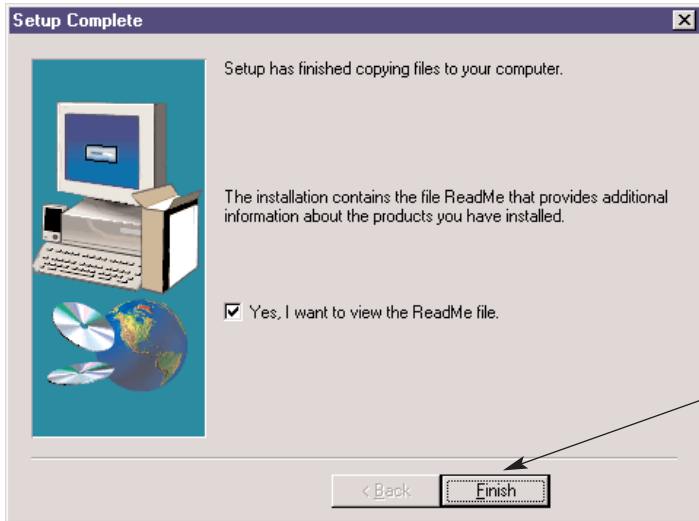 Setup Complete
Setup has finished copying files to your computer.
The installation contains the file ReadMe that provides additional
information about the products you have installed.
Yes, I want to view the ReadMe file.
< Back
Finish